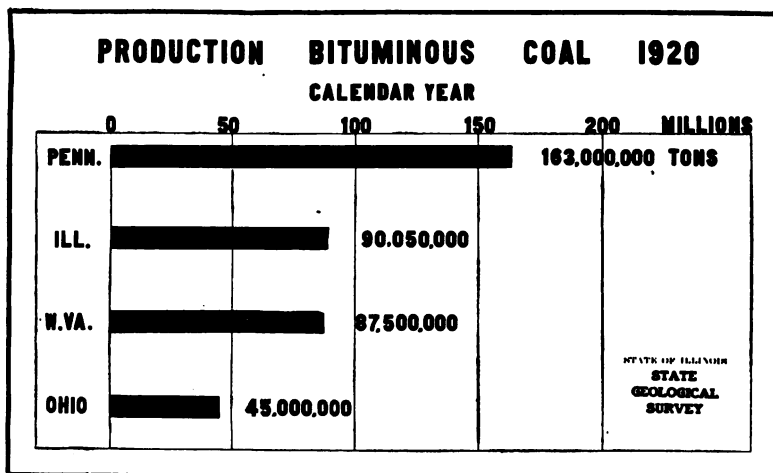 PRODUCTION BITUMINOUS COAL 1920
CALENDAR YEAR
0 50 100 150 200 MILLIONS
PENN. 163,000,000 TONS
ILL. 90.050,000
W.VA. 87,500,000
OHIO 45,000,000
STATE OF ILLINOIS
STATE
GEOLOGICAL
SURVEY